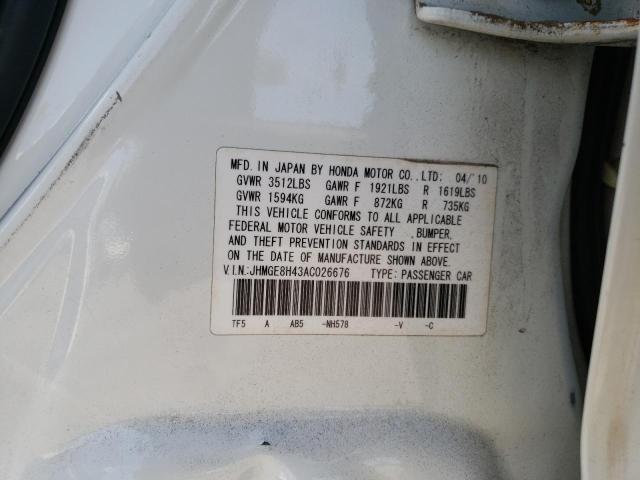 MFD. IN JAPAN BY HONDA MOTOR CO., LTD: 04/'10
GVWR 3512LBS GAWR F 1921LBS R 1619LBS
GVWR 1594KG GAWR F 872KG R 735KG
THIS VEHICLE CONFORMS TO ALL APPLICABLE
FEDERAL MOTOR VEHICLE SAFETY , BUMPER,
AND THEFT PREVENTION STANDARDS IN EFFECT
ON THE DATE OF MANUFACTURE SHOWN ABOVE.
V.I.N.:JHMGE8H43AC026676 TYPE: PASSENGER CAR
TF5 A AB5 -NH578 -V -C